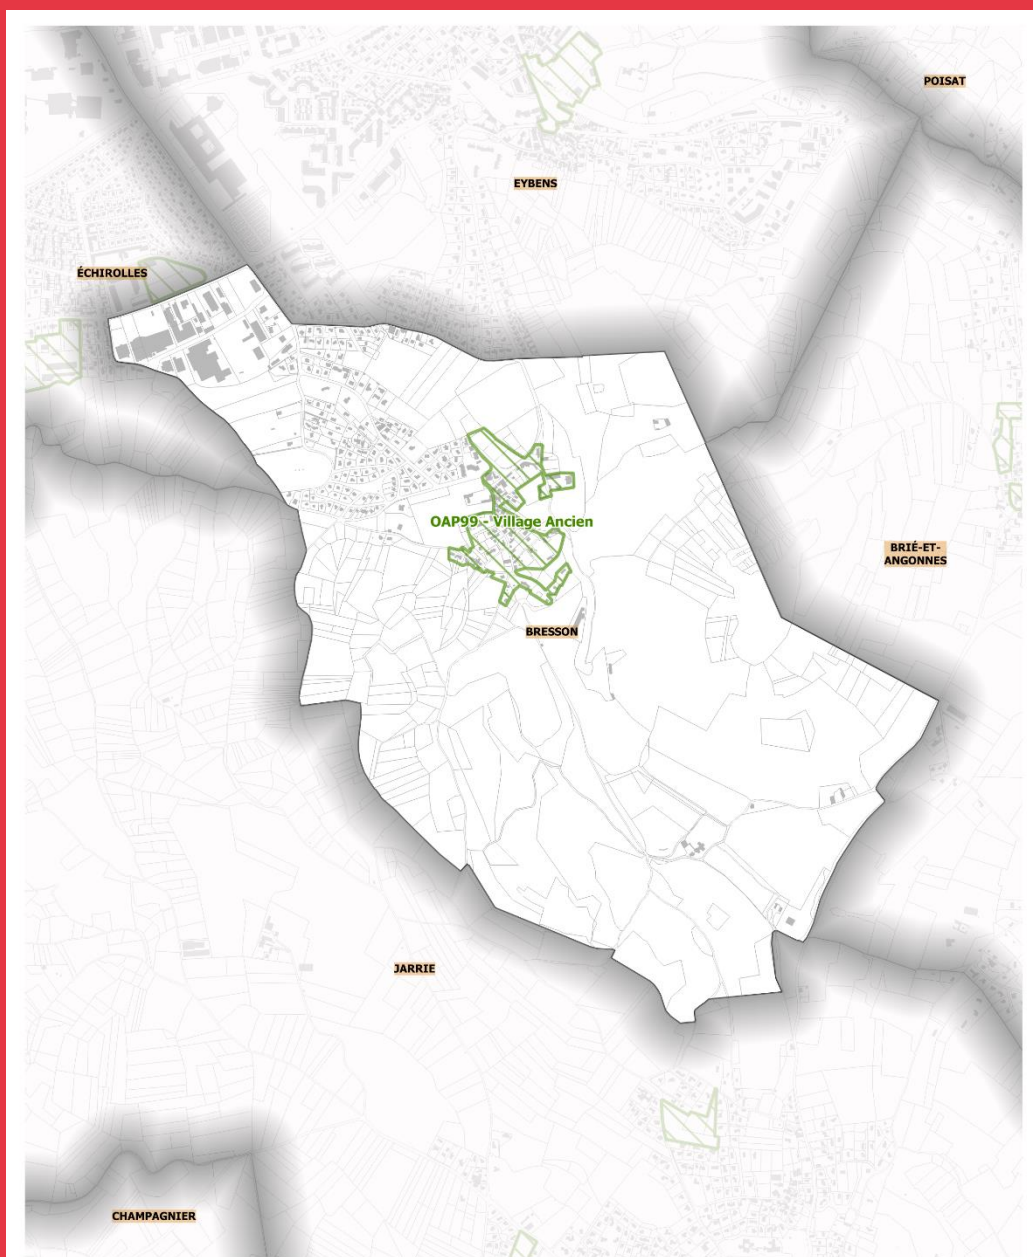 POISAT
EYBENS
ÉCHIROLLES
OAP99 - Village Ancien
BRIÉ-ET-
ANGONNES
BRESSON
JARRIE
CHAMPAGNIER